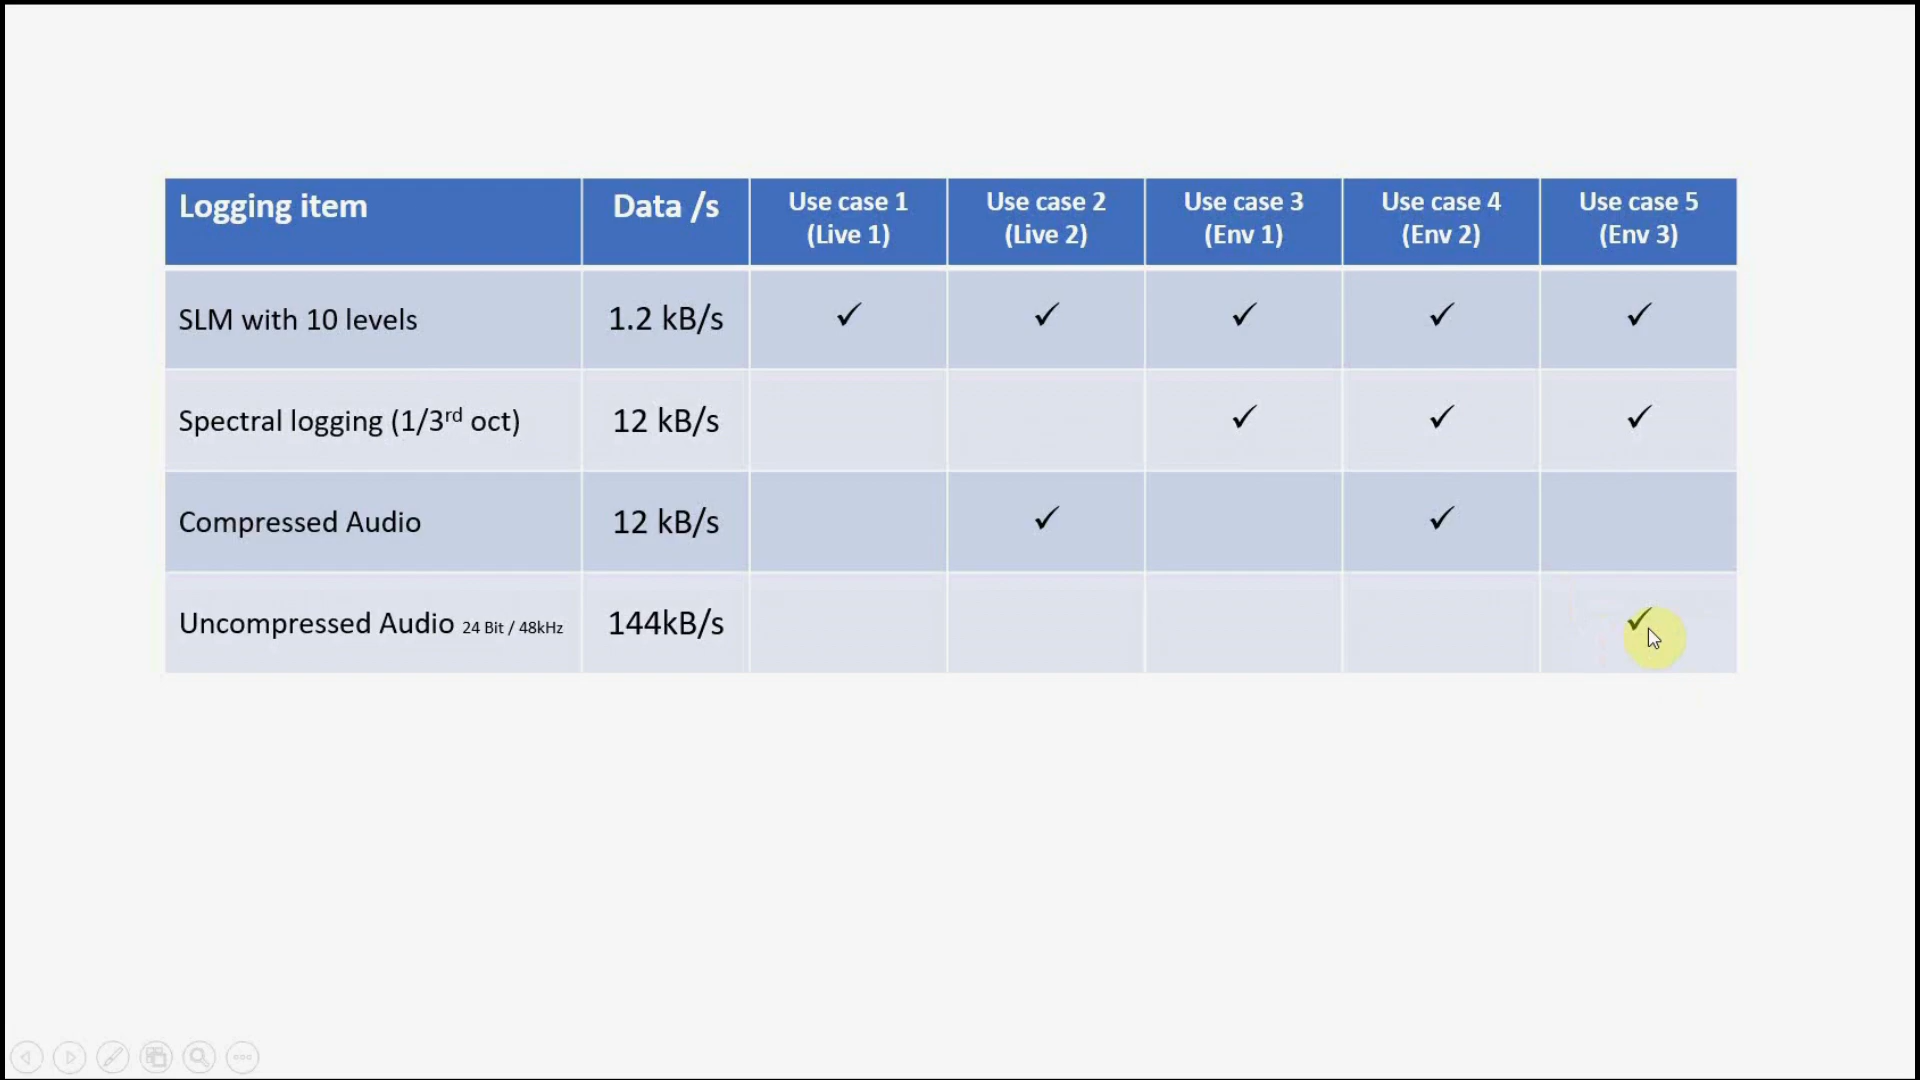 Logging item Data /s Use case 1 Use case 2 Use case 3 Use case 4 Use case 5
(Live 1) (Live 2) (Env 1) (Env 2) (Env 3)
SLM with 10 levels 1.2 kB/s ✓ ✓ ✓ ✓ ✓
Spectral logging (1/3rd oct) 12 kB/s ✓ ✓ ✓
Compressed Audio 12 kB/s ✓ ✓
Uncompressed Audio 24 Bit / 48kHz 144kB/s ✓